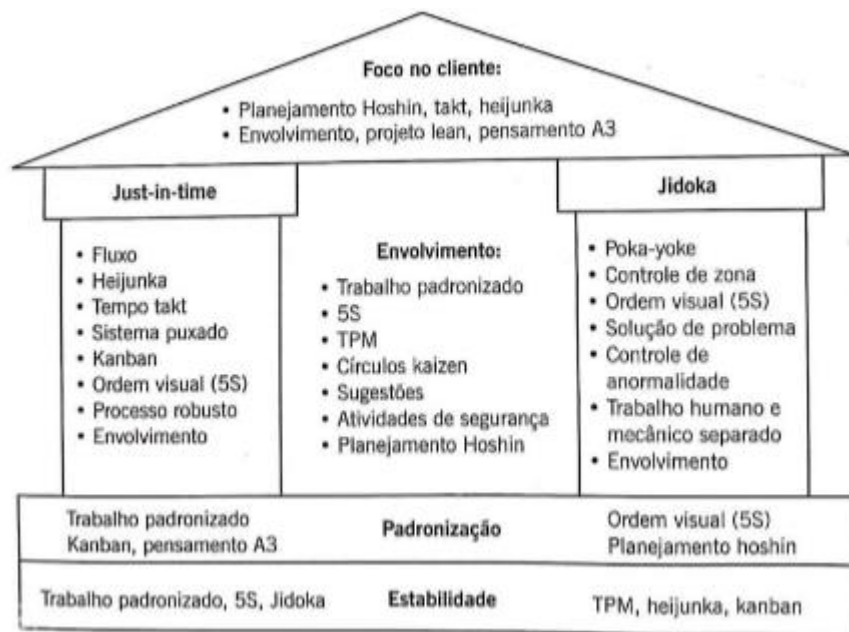 Foco no cliente:
• Planejamento Hoshin, takt, heijunka
• Envolvimento, projeto lean, pensamento A3
Just-in-time
• Fluxo
• Heijunka
• Tempo takt
• Sistema puxado
• Kanban
• Ordem visual (5S)
• Processo robusto
• Envolvimento
Envolvimento:
• Trabalho padronizado
• 5S
• TPM
• Círculos kaizen
• Sugestões
• Atividades de segurança
• Planejamento Hoshin
Jidoka
• Poka-yoke
• Controle de zona
• Ordem visual (5S)
• Solução de problema
• Controle de
anormalidade
• Trabalho humano e
mecânico separado
• Envolvimento
Trabalho padronizado
Kanban, pensamento A3
Padronização
Ordem visual (5S)
Planejamento hoshin
Trabalho padronizado, 5S, Jidoka
Estabilidade
TPM, heijunka, kanban